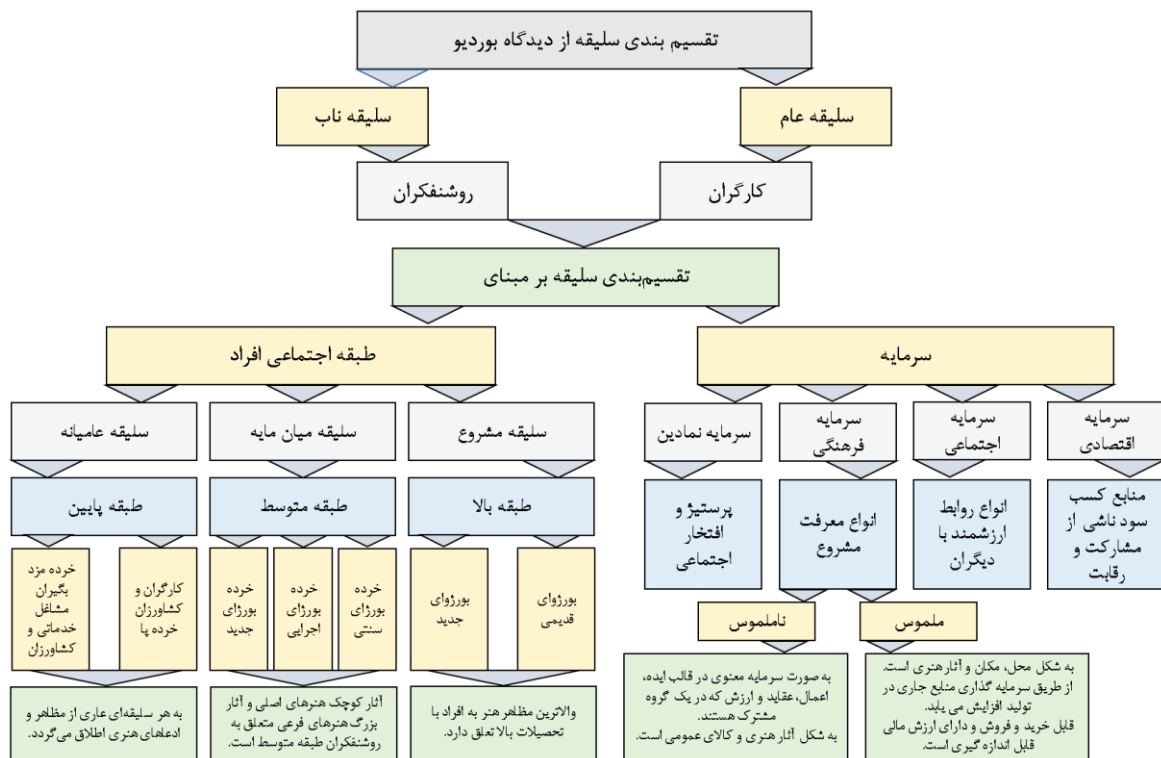 تقسیم بندی سلیقه از دیدگاه بوردیو
سلیقه عام
سلیقه ناب
کارگران
روشنفکران
تقسیم‌بندی سلیقه بر مبنای
سرمایه
طبقه اجتماعی افراد
سرمایه
اقتصادی
سرمایه
اجتماعی
سرمایه
فرهنگی
سرمایه نمادین
سلیقه مشروع
سلیقه میان مایه
سلیقه عامیانه
منابع کسب
سود ناشی از
مشارکت و
رقابت
انواع روابط
ارزشمند با
دیگران
انواع معرفت
مشروع
پرستیژ و
افتخار
اجتماعی
طبقه بالا
طبقه متوسط
طبقه پایین
بورژوای
قدیمی
بورژوای
جدید
خرده
بورژای
سنتی
خرده
بورژای
اجرایی
خرده
بورژای
جدید
کارگران و
کشاورزان
خرده پا
خرده مزد
بگیران
مشاغل
خدماتی و
کشاورزان
ملموس
ناملموس
به شکل محل، مکان و آثار هنری است.
از طریق سرمایه گذاری منابع جاری در
تولید افزایش می یابد.
قابل خرید و فروش و دارای ارزش مالی
قابل اندازه گیری است.
به صورت سرمایه معنوی در قالب ایده،
اعمال، عقاید و ارزش که در یک گروه
مشترک هستند.
به شکل آثار هنری و کالای عمومی است.
والاترین مظاهر هنر به افراد با
تحصیلات بالا تعلق دارد.
آثار کوچک هنرهای اصلی و آثار
بزرگ هنرهای فرعی متعلق به
روشنفکران طبقه متوسط است.
به هر سلیقه‌ای عاری از مظاهر و
ادعاهای هنری اطلاق می‌گردد.